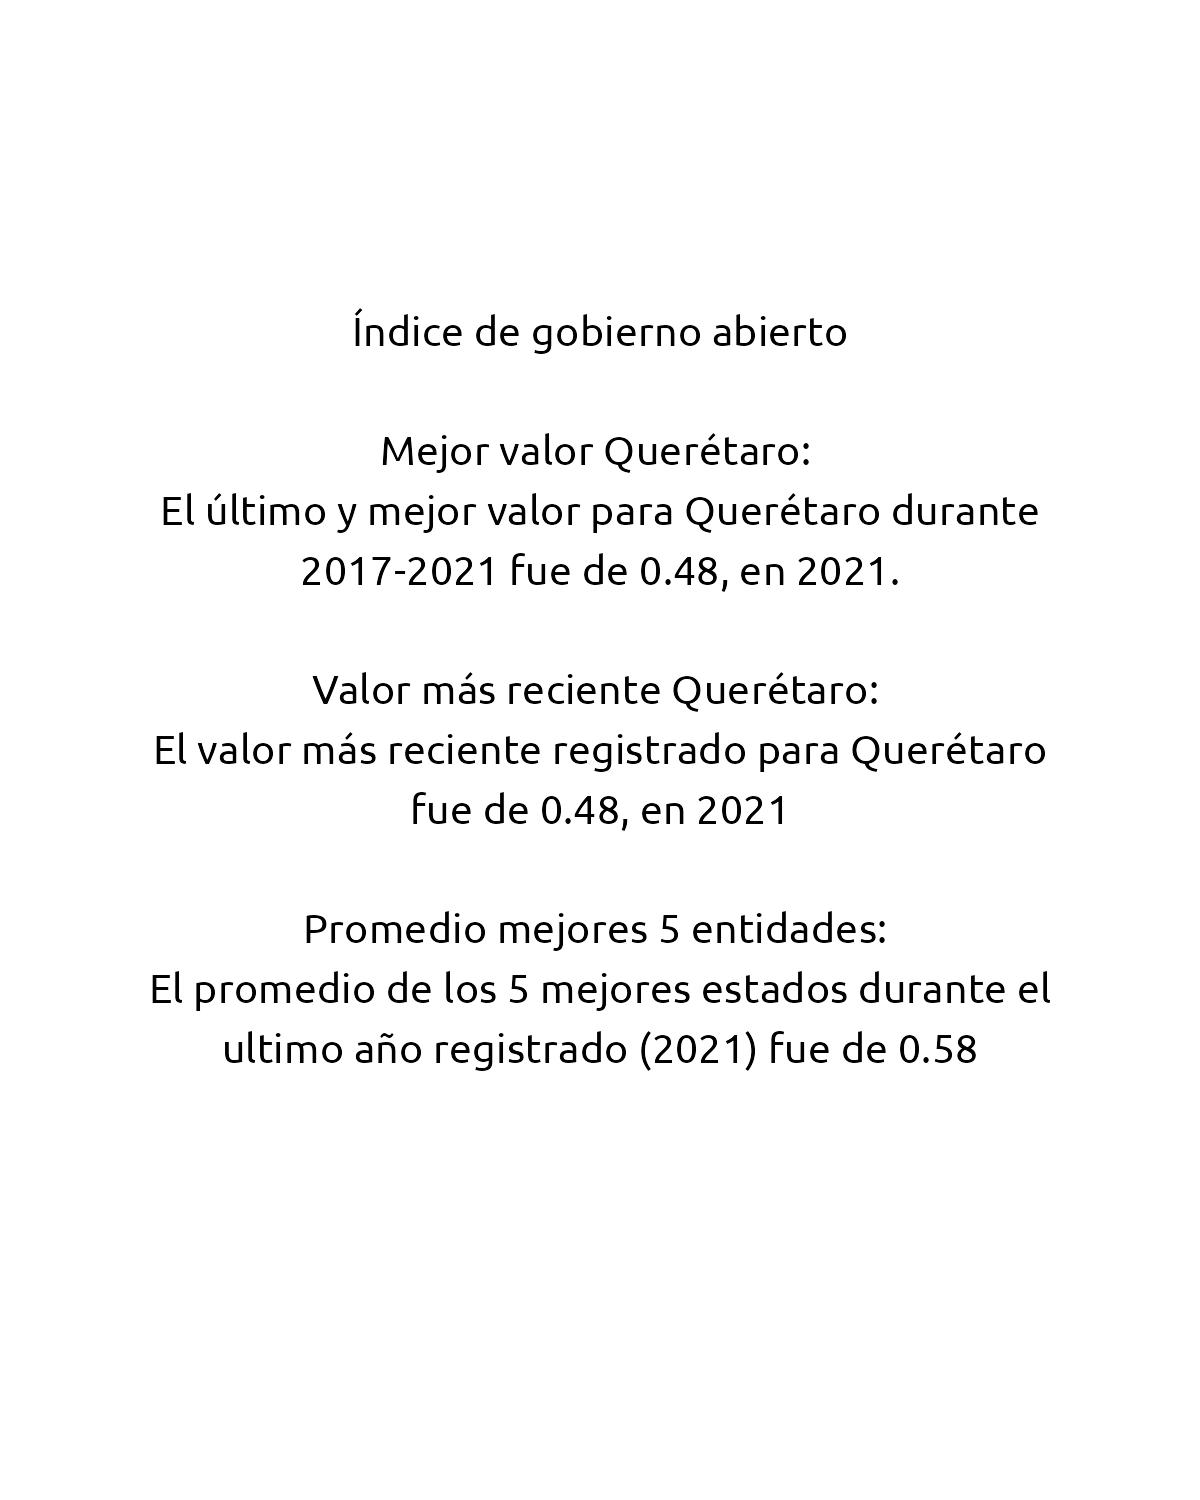 Índice de gobierno abierto
Mejor valor Querétaro:
El último y mejor valor para Querétaro durante
2017-2021 fue de 0.48, en 2021.
Valor más reciente Querétaro:
El valor más reciente registrado para Querétaro
fue de 0.48, en 2021
Promedio mejores 5 entidades:
El promedio de los 5 mejores estados durante el
ultimo año registrado (2021) fue de 0.58